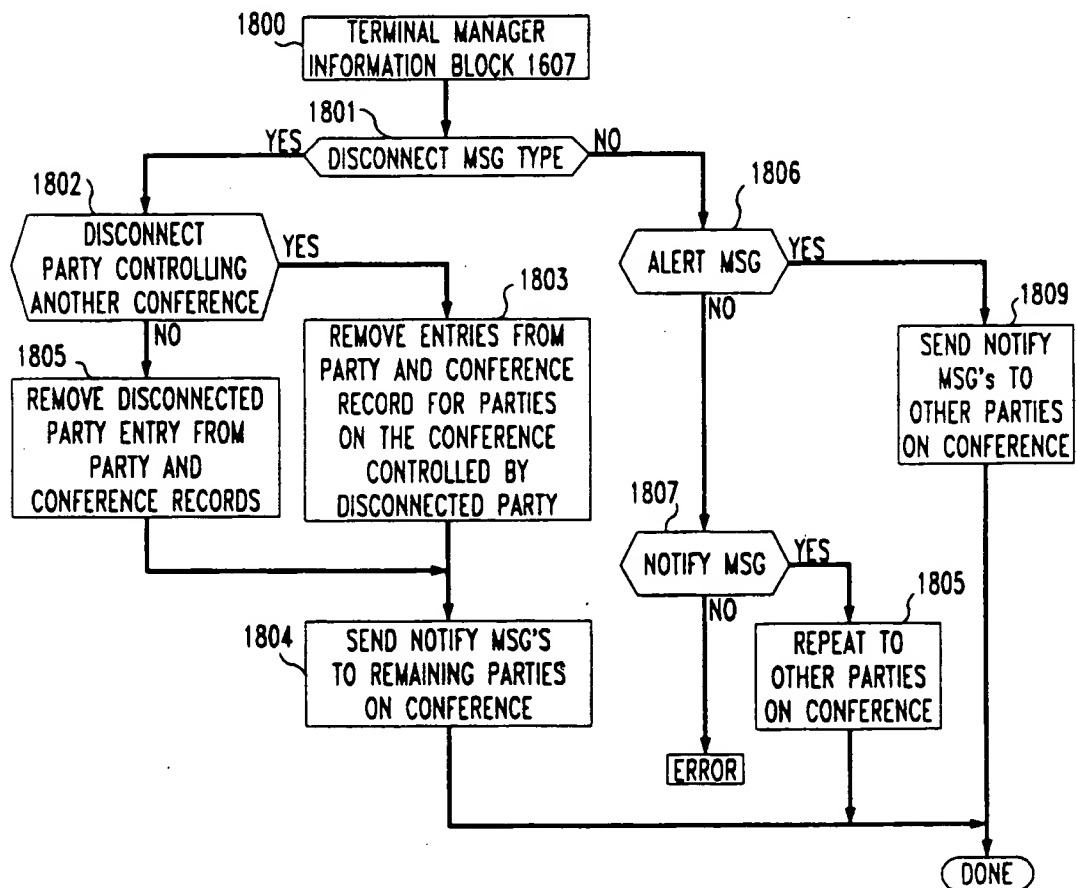 1800
TERMINAL MANAGER
INFORMATION BLOCK 1607
1801
YES
DISCONNECT MSG TYPE
NO
1802
DISCONNECT
PARTY CONTROLLING
ANOTHER CONFERENCE
YES
NO
1803
REMOVE ENTRIES FROM
PARTY AND CONFERENCE
RECORD FOR PARTIES
ON THE CONFERENCE
CONTROLLED BY
DISCONNECTED PARTY
1805
REMOVE DISCONNECTED
PARTY ENTRY FROM
PARTY AND
CONFERENCE RECORDS
1804
SEND NOTIFY MSG'S
TO REMAINING PARTIES
ON CONFERENCE
1806
ALERT MSG
YES
NO
1809
SEND NOTIFY
MSG's TO
OTHER PARTIES
ON CONFERENCE
1807
NOTIFY MSG
YES
NO
1805
REPEAT TO
OTHER PARTIES
ON CONFERENCE
ERROR
DONE